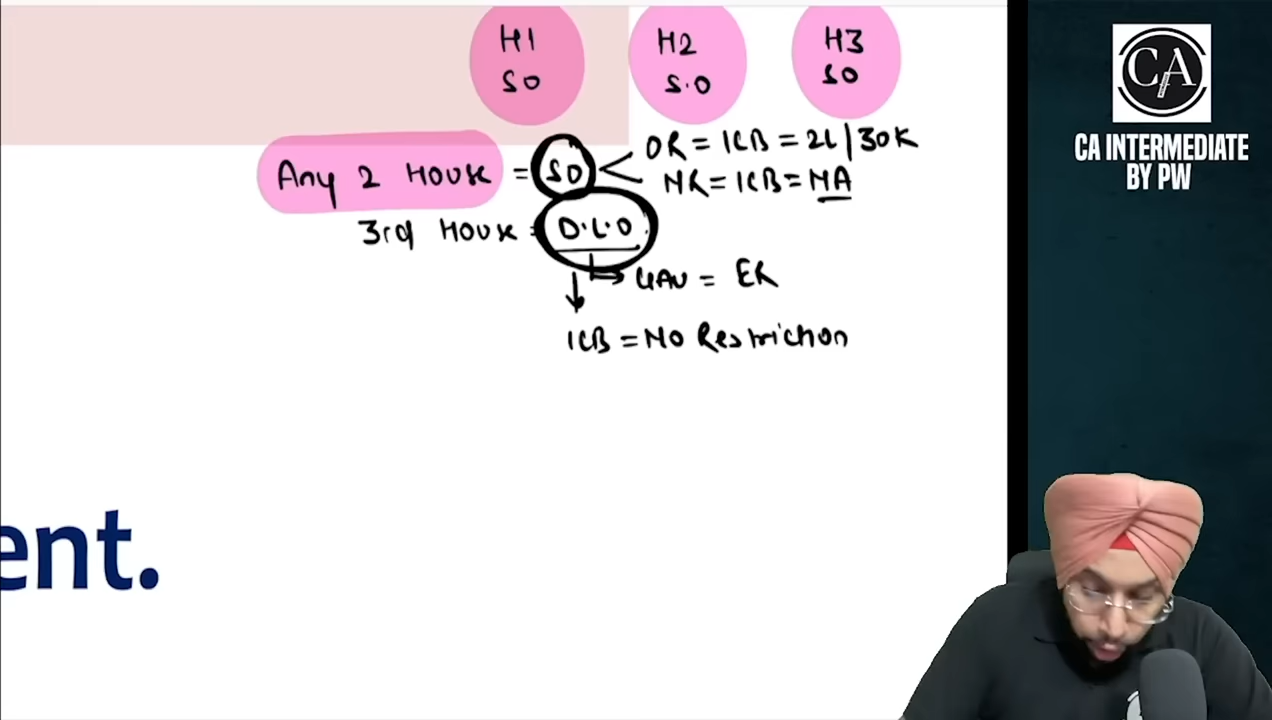 H1
SO
H2
S.O
H3
SO
Any 2 House = SO
OR = ICB = 2L/30K
NR = ICB = NA
3rd House = D.L.O
GAV = ER
ICB = NO Restriction
ent.
CA
CA INTERMEDIATE
BY PW